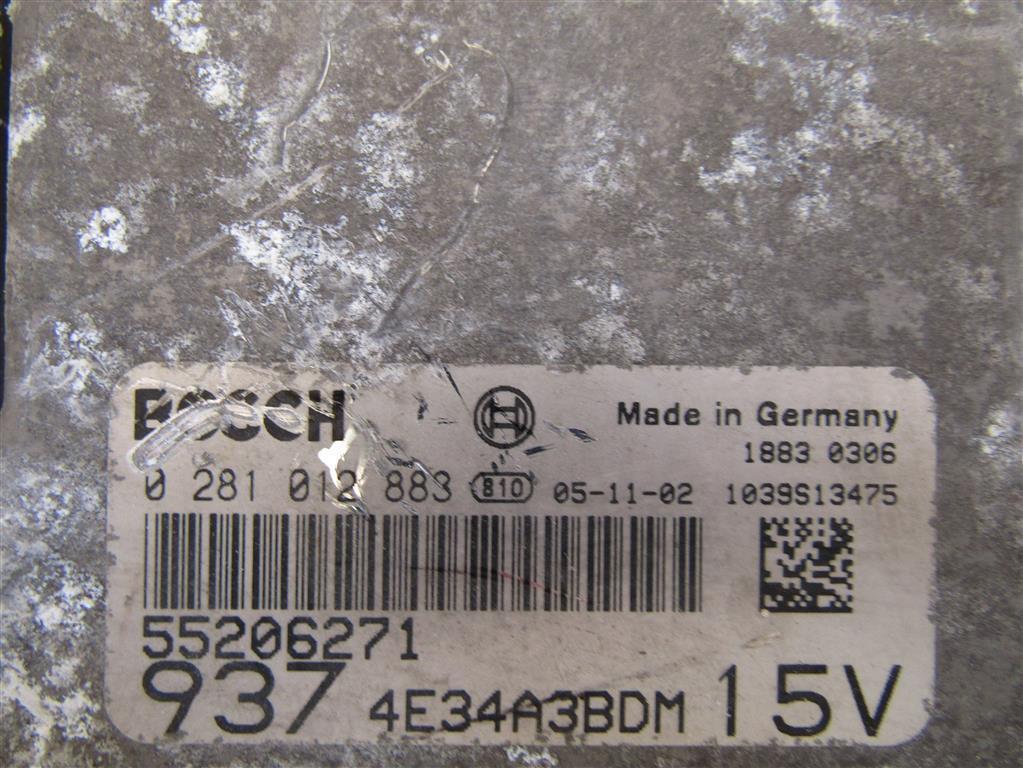 BOSCH Made in Germany
1883 0306
0 281 012 883 810 05-11-02 1039S13475
55206271
937 4E34A3BDM 15V